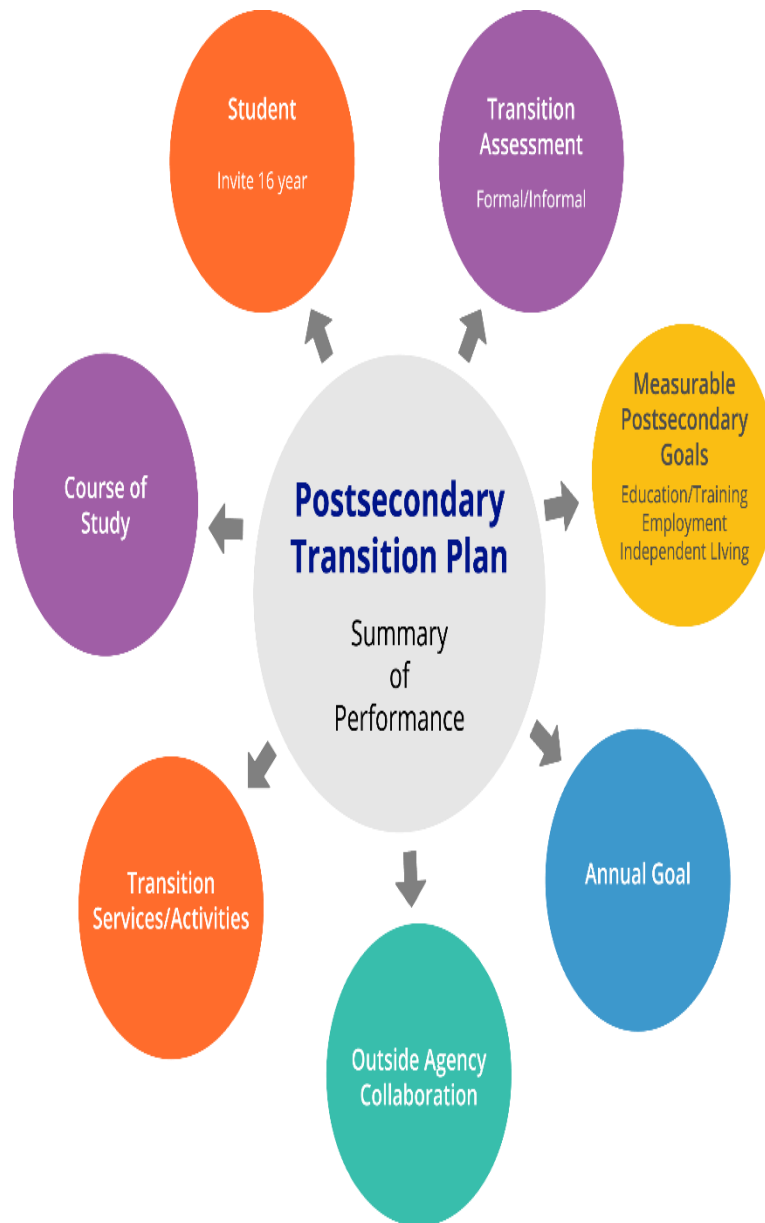 Student
Invite 16 year
Transition
Assessment
Formal/Informal
Measurable
Postsecondary
Goals
Education/Training
Employment
Independent LIving
Course of
Study
Postsecondary
Transition Plan
Summary
of
Performance
Annual Goal
Transition
Services/Activities
Outside Agency
Collaboration